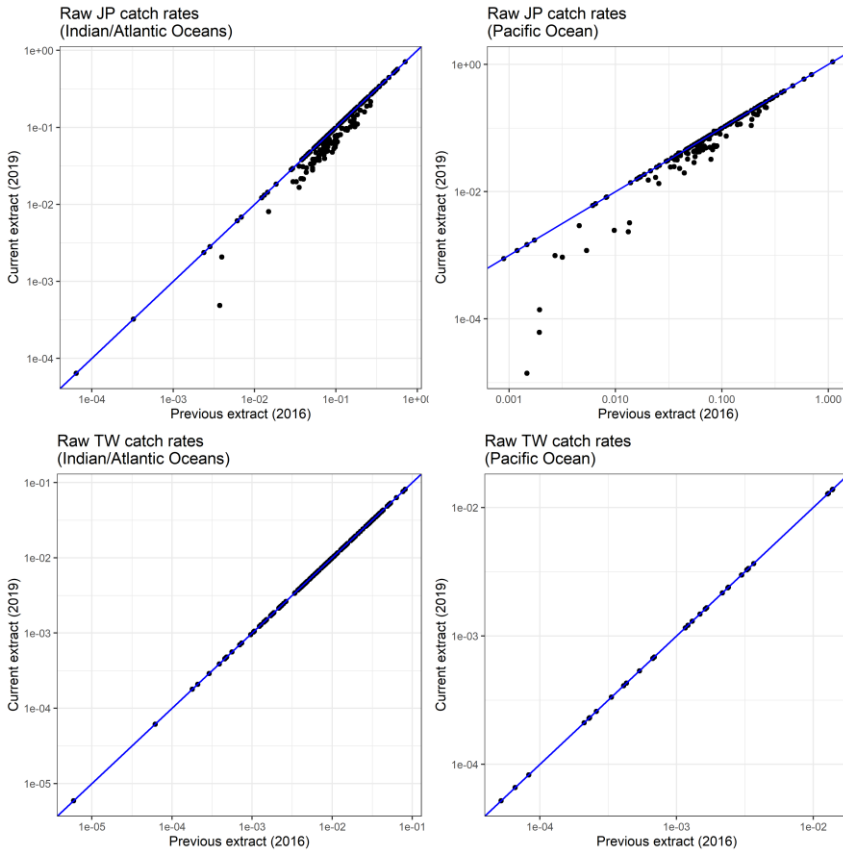 Raw JP catch rates
(Indian/Atlantic Oceans)
Current extract (2019)
1e+00
1e-01
1e-02
1e-03
1e-04
1e-04
1e-03
1e-02
1e-01
1e+0
Previous extract (2016)
Raw JP catch rates
(Pacific Ocean)
Current extract (2019)
1e+00
1e-02
1e-04
0.001
0.010
0.100
1.000
Previous extract (2016)
Raw TW catch rates
(Indian/Atlantic Oceans)
Current extract (2019)
1e-01
1e-02
1e-03
1e-04
1e-05
1e-05
1e-04
1e-03
1e-02
1e-01
Previous extract (2016)
Raw TW catch rates
(Pacific Ocean)
Current extract (2019)
1e-02
1e-03
1e-04
1e-04
1e-03
1e-02
Previous extract (2016)